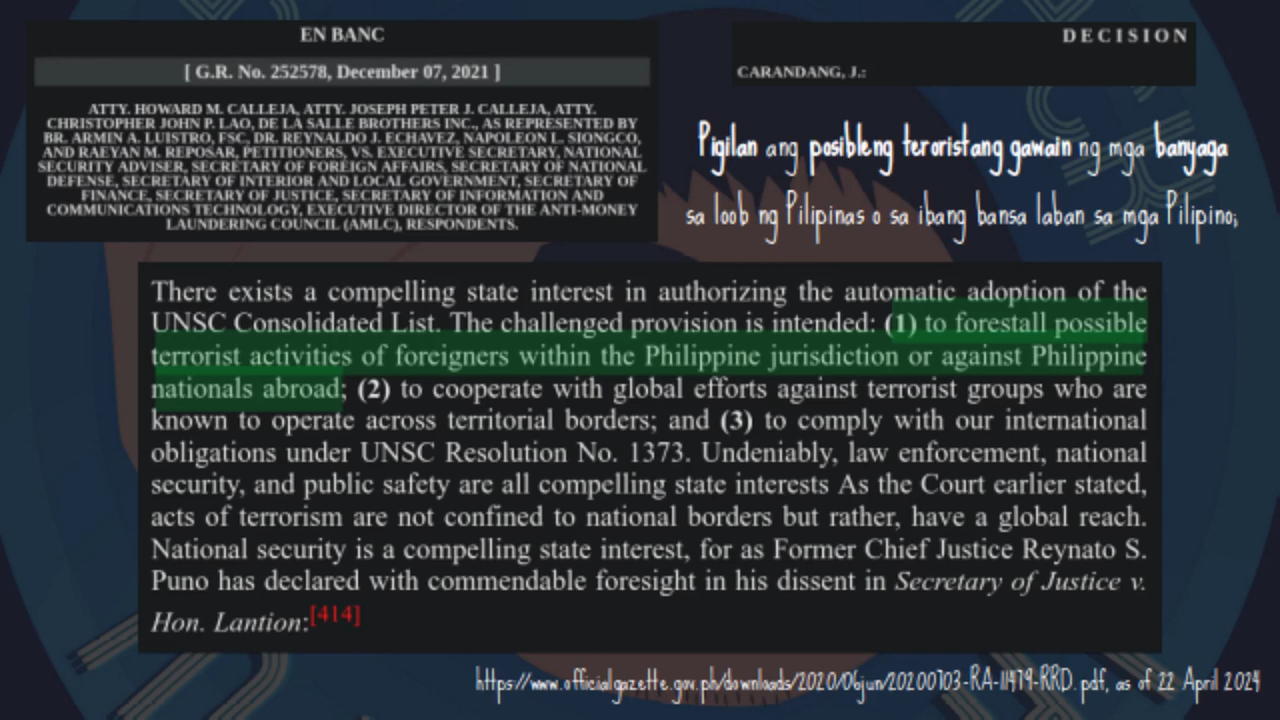 EN BANC
[ G.R. No. 252578, December 07, 2021 ]
ATTY. HOWARD M. CALLEJA, ATTY. JOSEPH PETER J. CALLEJA, ATTY.
CHRISTOPHER JOHN P. LAO, DE LA SALLE BROTHERS INC., AS REPRESENTED BY
BR. ARMIN A. LUISTRO, FSC, DR. REYNALDO J. ECHAVEZ, NAPOLEON L. SIONGCO,
AND RAEYAN M. REPOSAR, PETITIONERS, VS. EXECUTIVE SECRETARY, NATIONAL
SECURITY ADVISER, SECRETARY OF FOREIGN AFFAIRS, SECRETARY OF NATIONAL
DEFENSE, SECRETARY OF INTERIOR AND LOCAL GOVERNMENT, SECRETARY OF
FINANCE, SECRETARY OF JUSTICE, SECRETARY OF INFORMATION AND
COMMUNICATIONS TECHNOLOGY, EXECUTIVE DIRECTOR OF THE ANTI-MONEY
LAUNDERING COUNCIL (AMLC), RESPONDENTS.
DECISION
CARANDANG, J.:
Pigilan ang posibleng teroristang gawain ng mga banyaga
sa loob ng Pilipinas o sa ibang bansa laban sa mga Pilipino;
There exists a compelling state interest in authorizing the automatic adoption of the
UNSC Consolidated List. The challenged provision is intended: (1) to forestall possible
terrorist activities of foreigners within the Philippine jurisdiction or against Philippine
nationals abroad; (2) to cooperate with global efforts against terrorist groups who are
known to operate across territorial borders; and (3) to comply with our international
obligations under UNSC Resolution No. 1373. Undeniably, law enforcement, national
security, and public safety are all compelling state interests As the Court earlier stated,
acts of terrorism are not confined to national borders but rather, have a global reach.
National security is a compelling state interest, for as Former Chief Justice Reynato S.
Puno has declared with commendable foresight in his dissent in Secretary of Justice v.
Hon. Lantion:[414]
https://www.officialgazette.gov.ph/downloads/2020/06jun/20200703-RA-11479-RRD.pdf, as of 22 April 2024